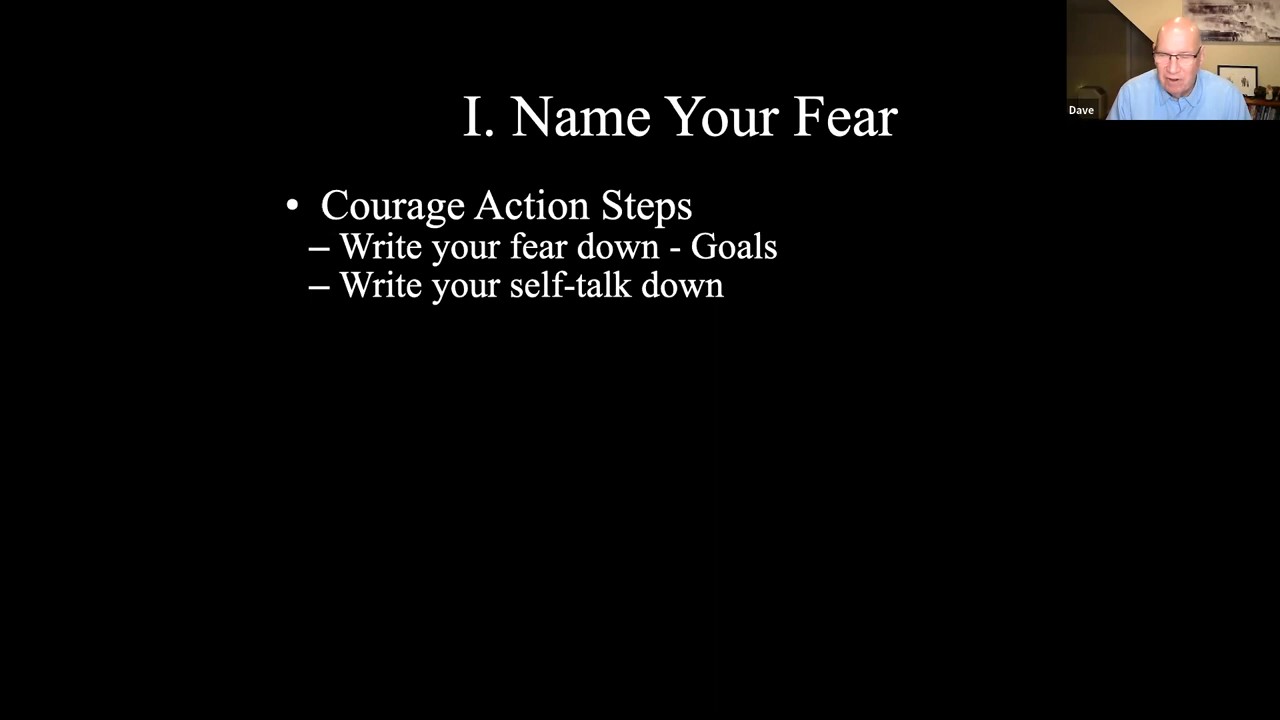 I. Name Your Fear
• Courage Action Steps
– Write your fear down - Goals
– Write your self-talk down
Dave